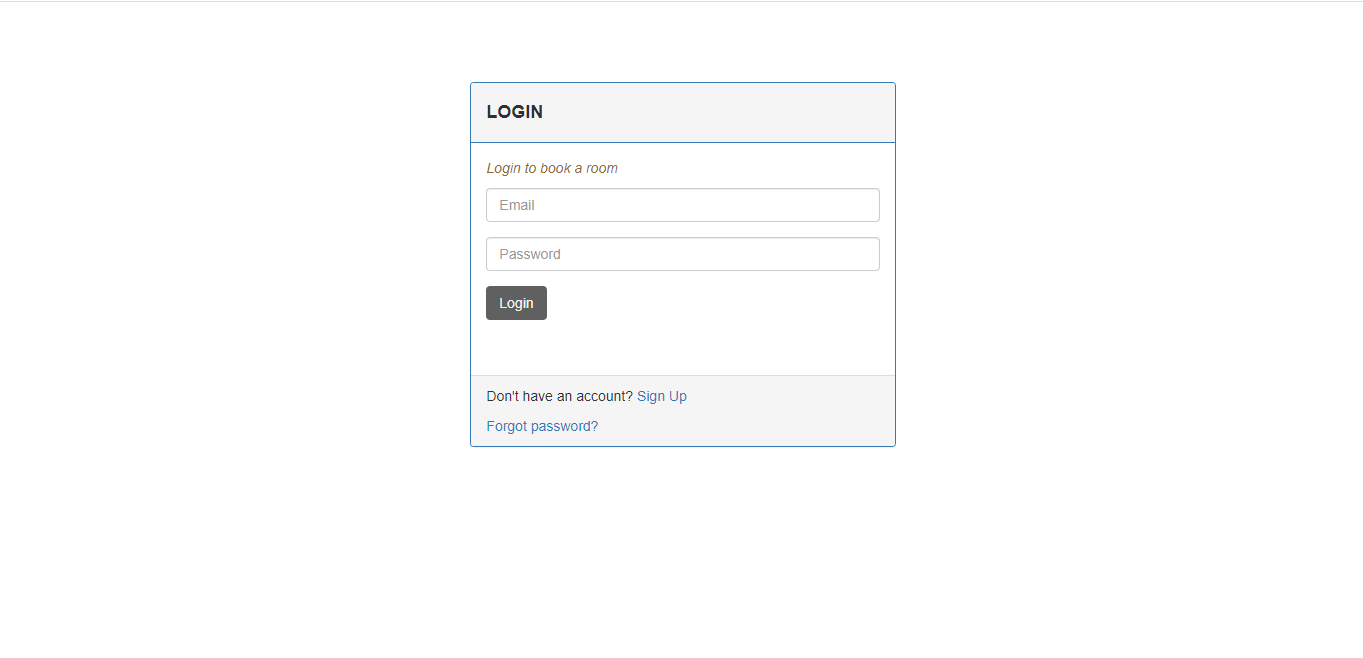 LOGIN
Login to book a room
Email
Password
Login
Don't have an account? Sign Up
Forgot password?